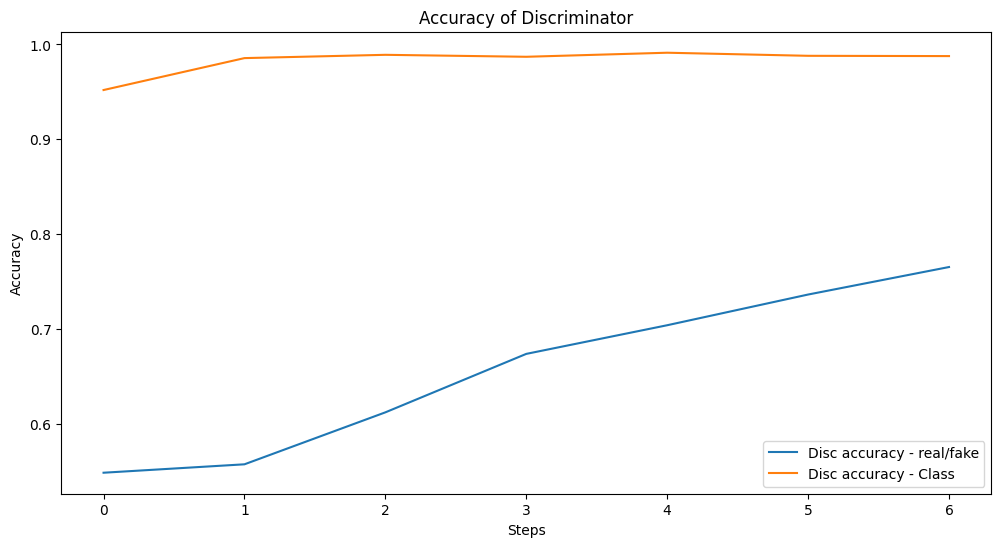 Accuracy of Discriminator
1.0
0.9
0.8
0.7
0.6
Accuracy
0
1
2
3
4
5
6
Steps
Disc accuracy - real/fake
Disc accuracy - Class